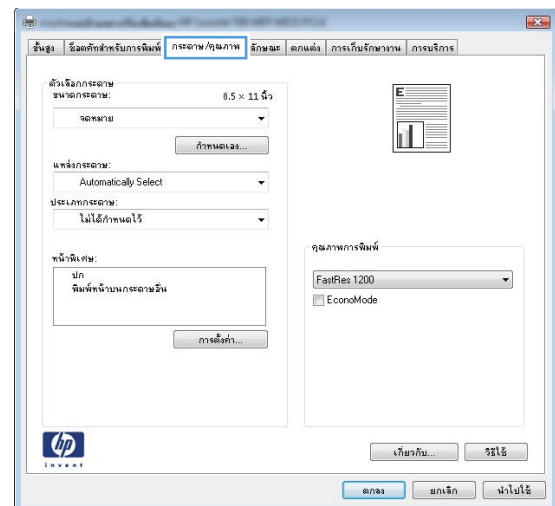 ขั้นสูง ช็อตคัทสำหรับการพิมพ์ กระดาษ/คุณภาพ ลักษณะ ตกแต่ง การเก็บรักษางาน การบริการ
ตัวเลือกกระดาษ
ขนาดกระดาษ: 8.5 × 11 นิ้ว
จดหมาย
กำหนดเอง...
แหล่งกระดาษ:
Automatically Select
ประเภทกระดาษ:
ไม่ได้กำหนดไว้
หน้าพิเศษ:
ปก
พิมพ์หน้าบนกระดาษอื่น
การตั้งค่า...
E
คุณภาพการพิมพ์
FastRes 1200
EconoMode
hp
invent
เกี่ยวกับ... วิธีใช้
ตกลง ยกเลิก นำไปใช้